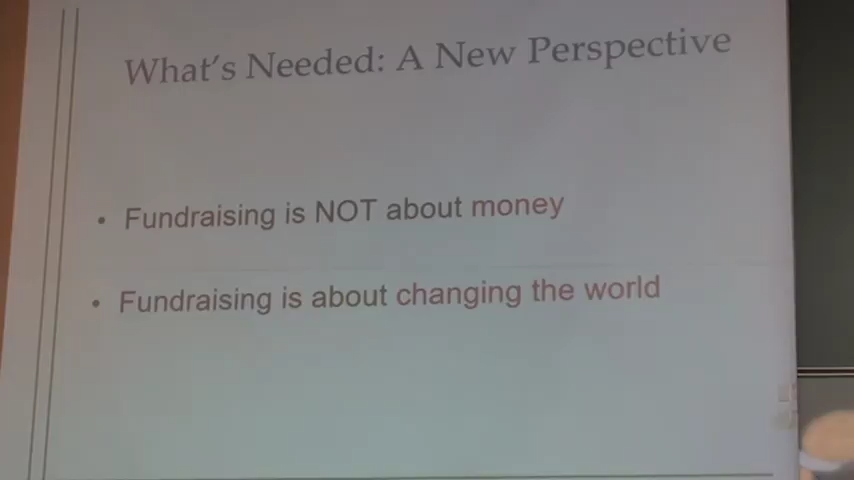 What's Needed: A New Perspective
• Fundraising is NOT about money
• Fundraising is about changing the world